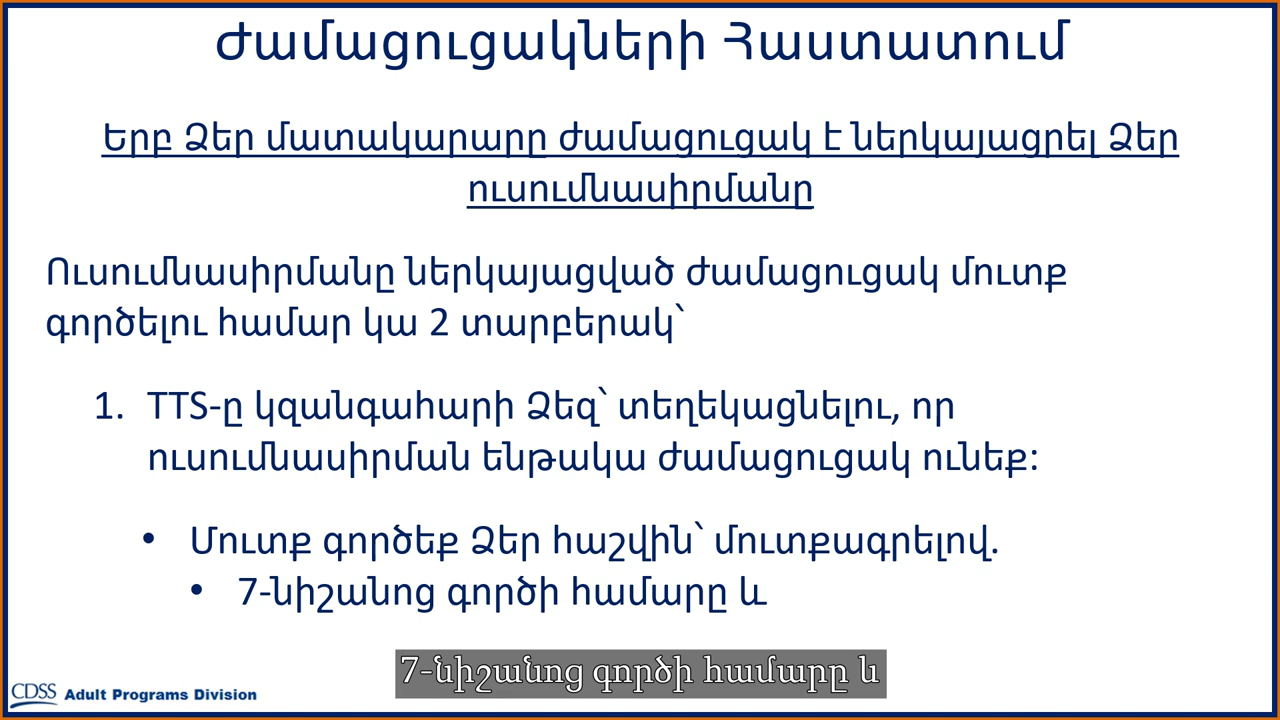 Ժամացուցակների Հաստատում
Երբ Ձեր մատակարարը ժամացուցակ է ներկայացրել Ձեր
ուսումնասիրմանը
Ուսումնասիրմանը ներկայացված ժամացուցակ մուտք
գործելու համար կա 2 տարբերակ՝
1. TTS-ը կզանգահարի Ձեզ՝ տեղեկացնելու, որ
ուսումնասիրման ենթակա ժամացուցակ ունեք:
• Մուտք գործեք Ձեր հաշվին՝ մուտքագրելով.
• 7-նիշանոց գործի համարը և
7-նիշանոց գործի համարը և
CDSS Adult Programs Division